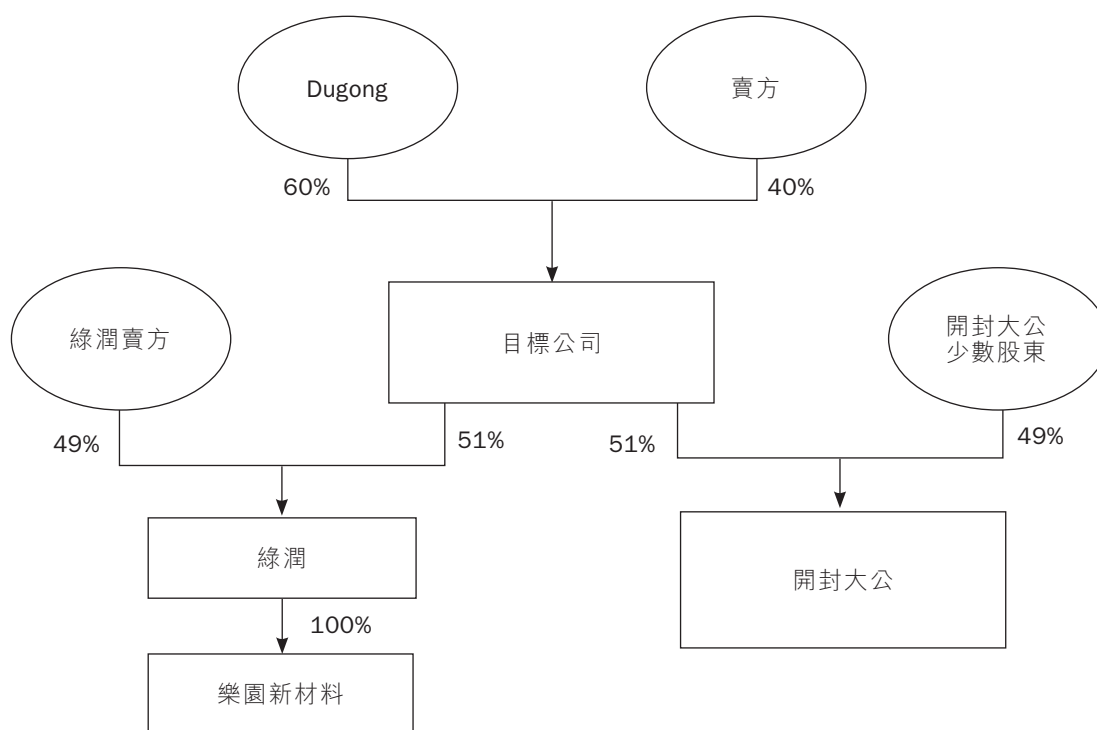 Dugong
賣方
60%
40%
綠潤賣方
目標公司
開封大公
少數股東
49%
51%
51%
49%
綠潤
開封大公
100%
樂園新材料